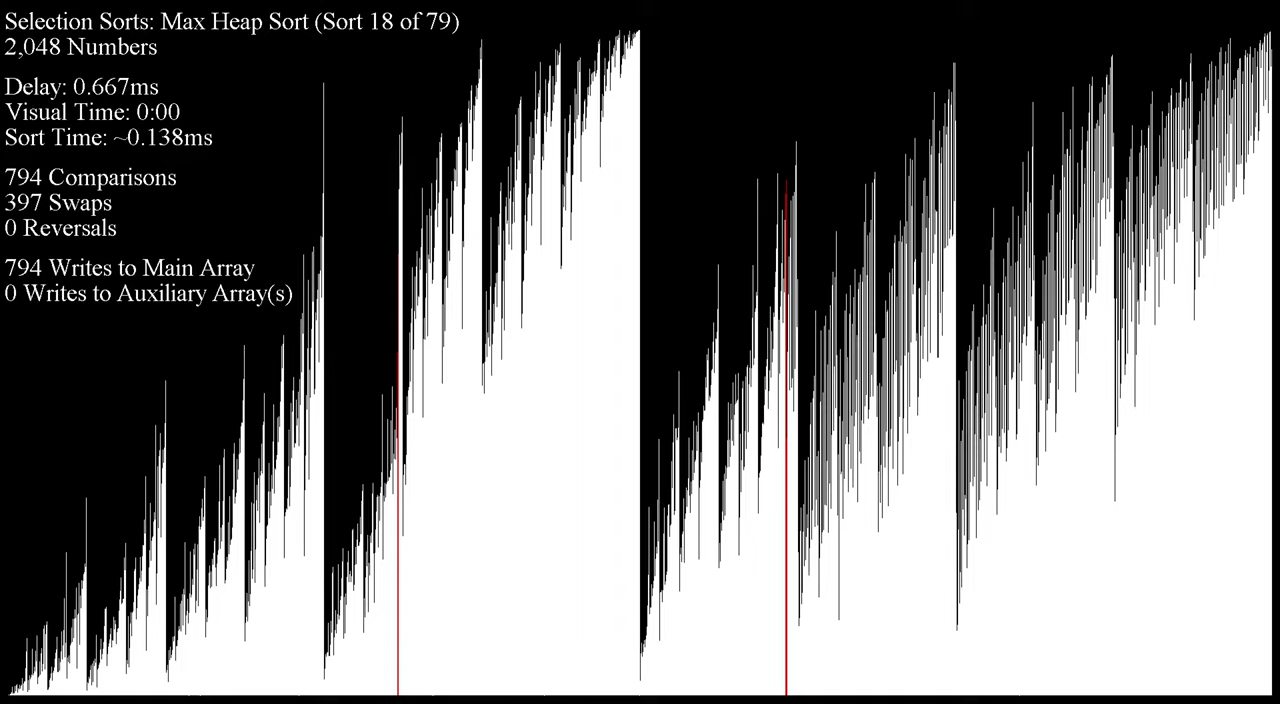 Selection Sorts: Max Heap Sort (Sort 18 of 79)
2,048 Numbers
Delay: 0.667ms
Visual Time: 0:00
Sort Time: ~0.138ms
794 Comparisons
397 Swaps
0 Reversals
794 Writes to Main Array
0 Writes to Auxiliary Array(s)